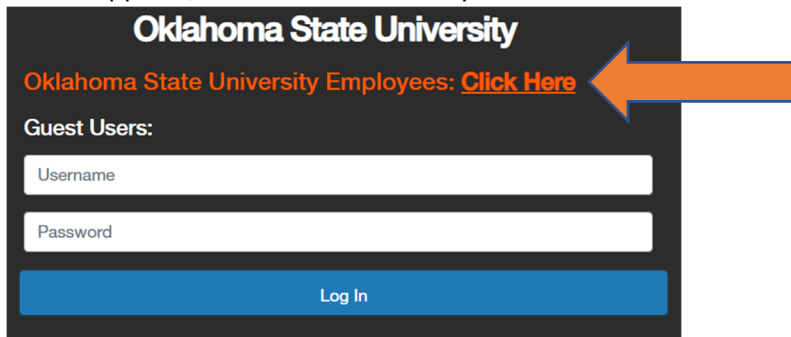 Oklahoma State University
Oklahoma State University Employees: Click Here
Guest Users:
Username
Password
Log In